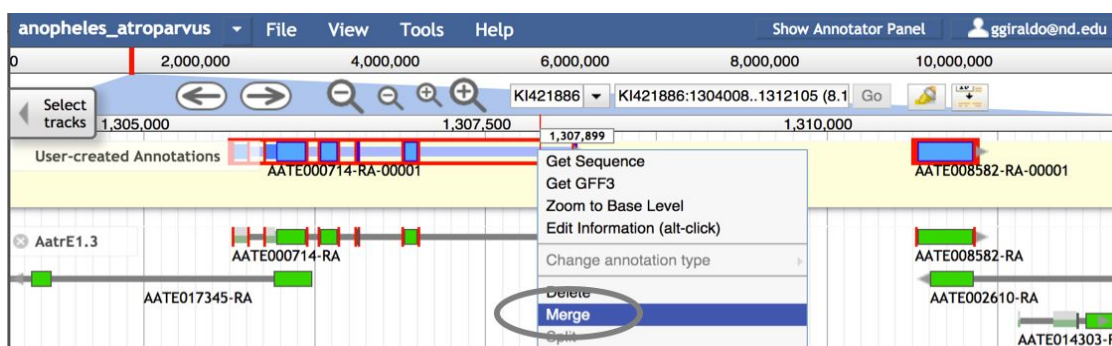 anopheles_atroparvus File View Tools Help Show Annotator Panel ggiraldo@nd.edu
0 2,000,000 4,000,000 6,000,000 8,000,000 10,000,000
KI421886 KI421886:1304008..1312105 (8.1 Go
Select
tracks
1,305,000 1,307,500 1,310,000
1,307,899
User-created Annotations
AATE000714-RA-00001 AATE008582-RA-00001
Get Sequence
Get GFF3
Zoom to Base Level
Edit Information (alt-click)
Change annotation type
Delete
Merge
Split
AatrE1.3
AATE000714-RA AATE008582-RA
AATE017345-RA AATE002610-RA
AATE014303-R